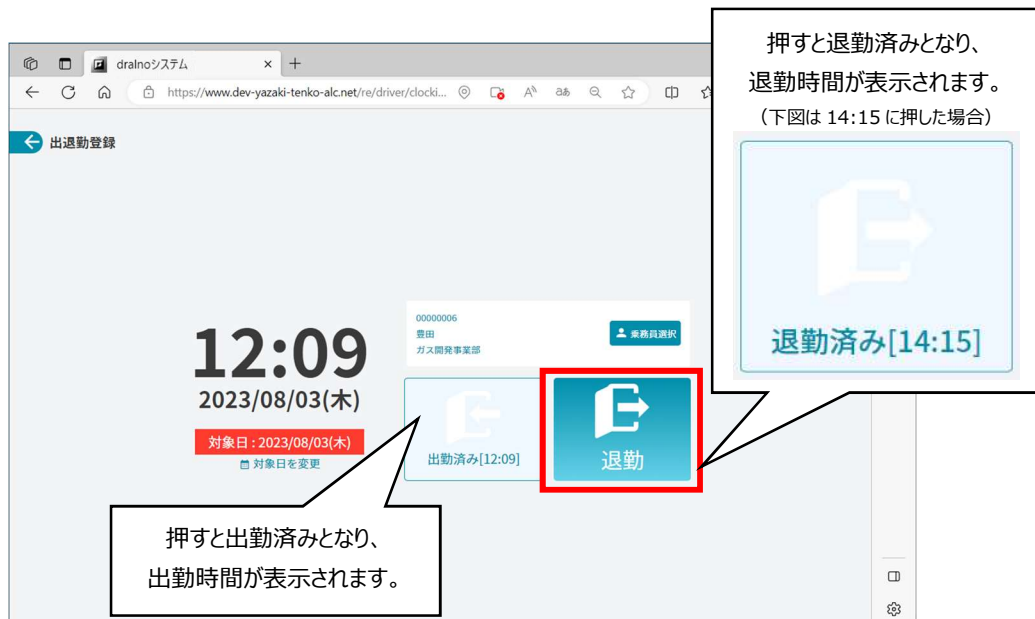 押すと退勤済みとなり、
退勤時間が表示されます。
（下図は 14:15 に押した場合）
退勤済み[14:15]
dralnoシステム
https://www.dev-yazaki-tenko-alc.net/re/driver/clocki...
ああ
出退勤登録
12:09
2023/08/03(木)
対象日 : 2023/08/03(木)
対象日を変更
00000006
豊田
ガス開発事業部
乗務員選択
出勤済み[12:09]
退勤
押すと出勤済みとなり、
出勤時間が表示されます。